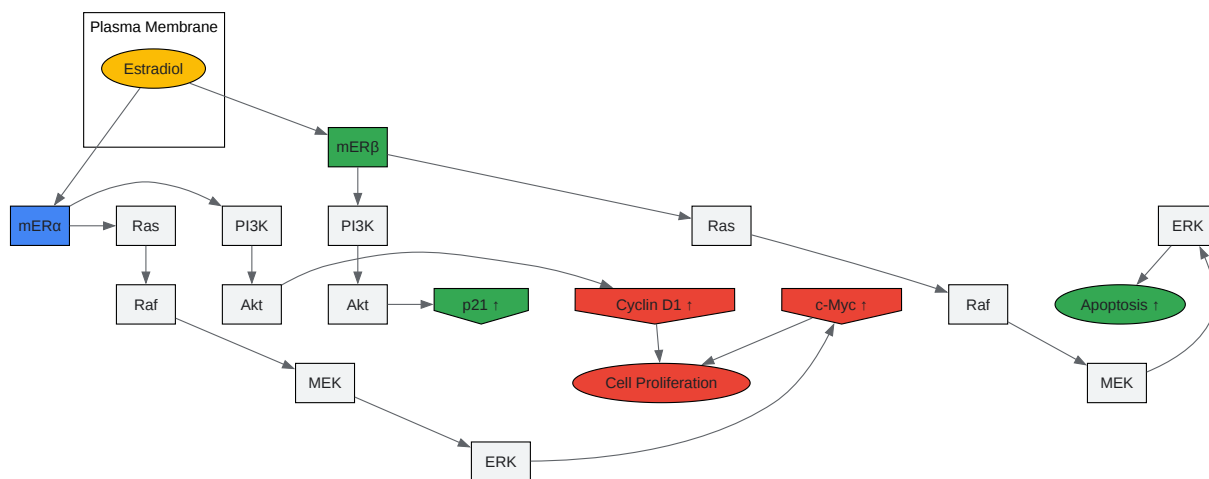 Plasma Membrane
Estradiol
mERβ
mERα
Ras
PI3K
PI3K
Ras
ERK
Raf
Akt
Akt
p21 ↑
Cyclin D1 ↑
c-Myc ↑
Raf
Apoptosis ↑
MEK
Cell Proliferation
MEK
ERK